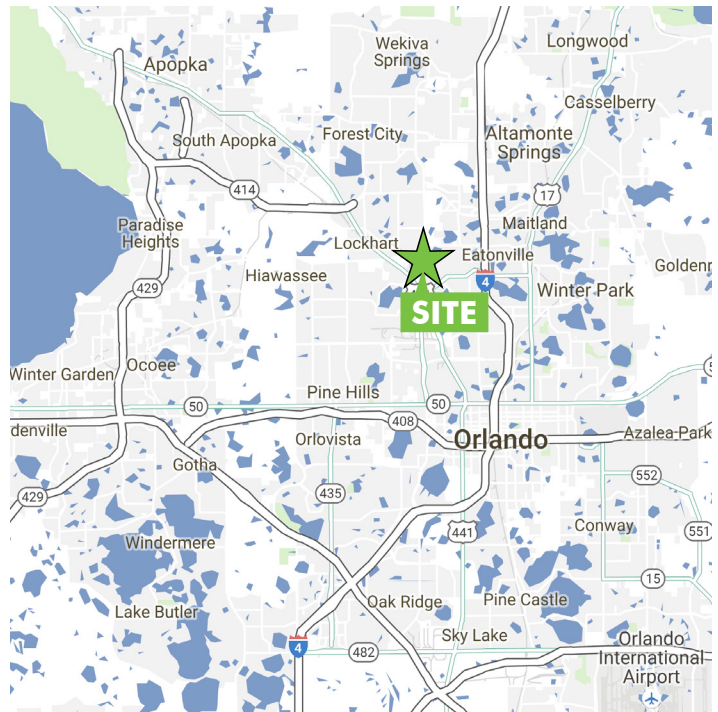 Wekiva
Springs
Longwood
Apopka
Casselberry
South Apopka
Forest City
Altamonte
Springs
414
17
Paradise
Heights
Maitland
Lockhart
Eatonville
Goldenr
Hiawassee
429
4
Winter Park
SITE
Winter Garden
Ocoee
Pine Hills
50
50
408
denville
Orlovista
Orlando
Azalea Park
Gotha
552
429
435
Conway
441
551
Windermere
15
Lake Butler
Oak Ridge
Pine Castle
Sky Lake
4
482
Orlando
International
Airport